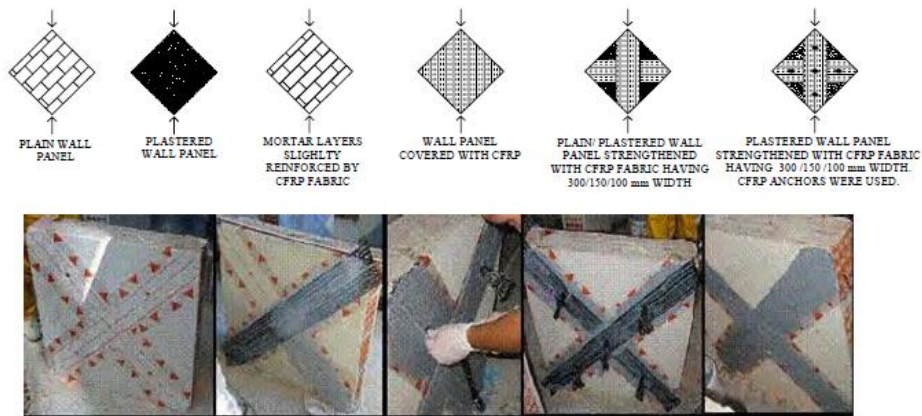 PLAIN WALL
PANEL
PLASTERED
WALL PANEL
MORTAR LAYERS
SLIGHLTY
REINFORCED BY
CFRP FABRIC
WALL PANEL
COVERED WITH CFRP
PLAIN/ PLASTERED WALL
PANEL STRENGTHENED
WITH CFRP FABRIC HAVING
300/150/100 mm WIDTH
PLASTERED WALL PANEL
STRENGTHENED WITH CFRP FABRIC
HAVING 300 /150 /100 mm WIDTH.
CFRP ANCHORS WERE USED.